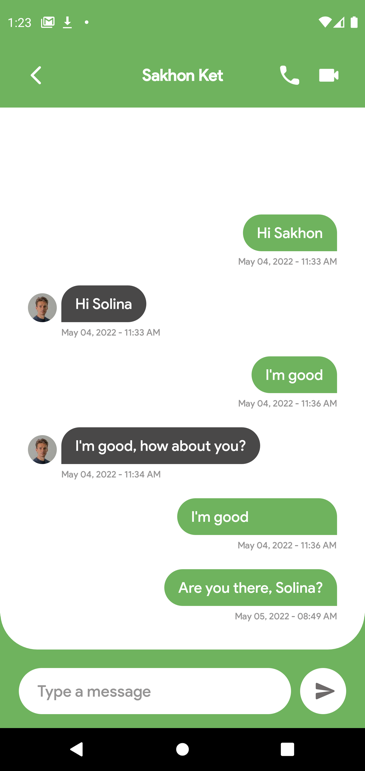 1:23
Sakhon Ket
Hi Sakhon
May 04, 2022 - 11:33 AM
Hi Solina
May 04, 2022 - 11:33 AM
I'm good
May 04, 2022 - 11:36 AM
I'm good, how about you?
May 04, 2022 - 11:34 AM
I'm good
May 04, 2022 - 11:36 AM
Are you there, Solina?
May 05, 2022 - 08:49 AM
Type a message